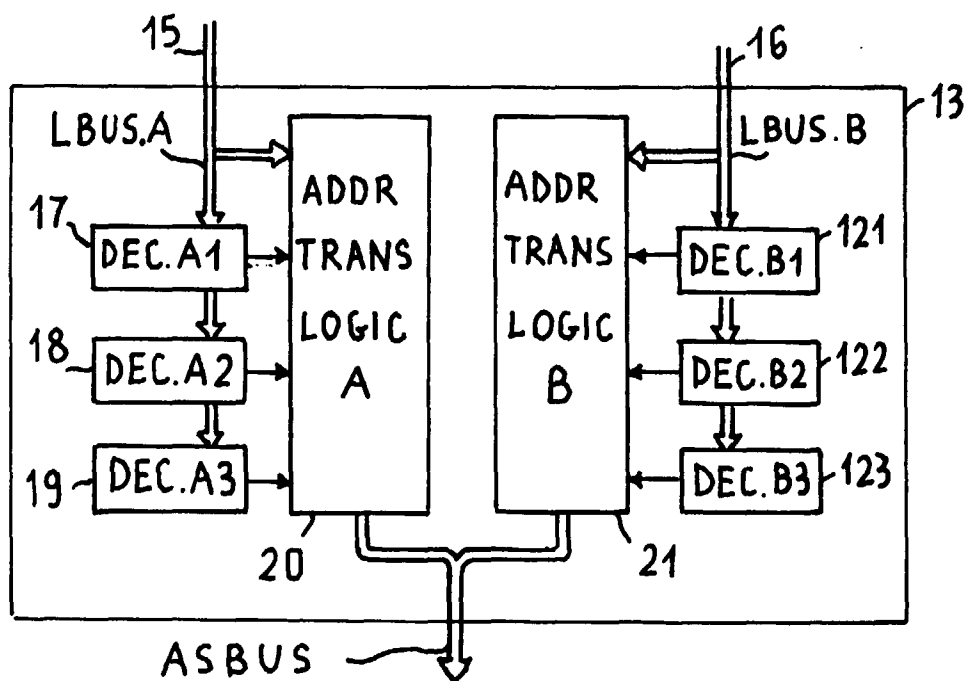 15
16
13
LBUS.A
LBUS.B
ADDR
TRANS
LOGIC
A
ADDR
TRANS
LOGIC
B
17
DEC.A1
DEC.B1
121
18
DEC.A2
DEC.B2
122
19
DEC.A3
DEC.B3
123
20
21
ASBUS